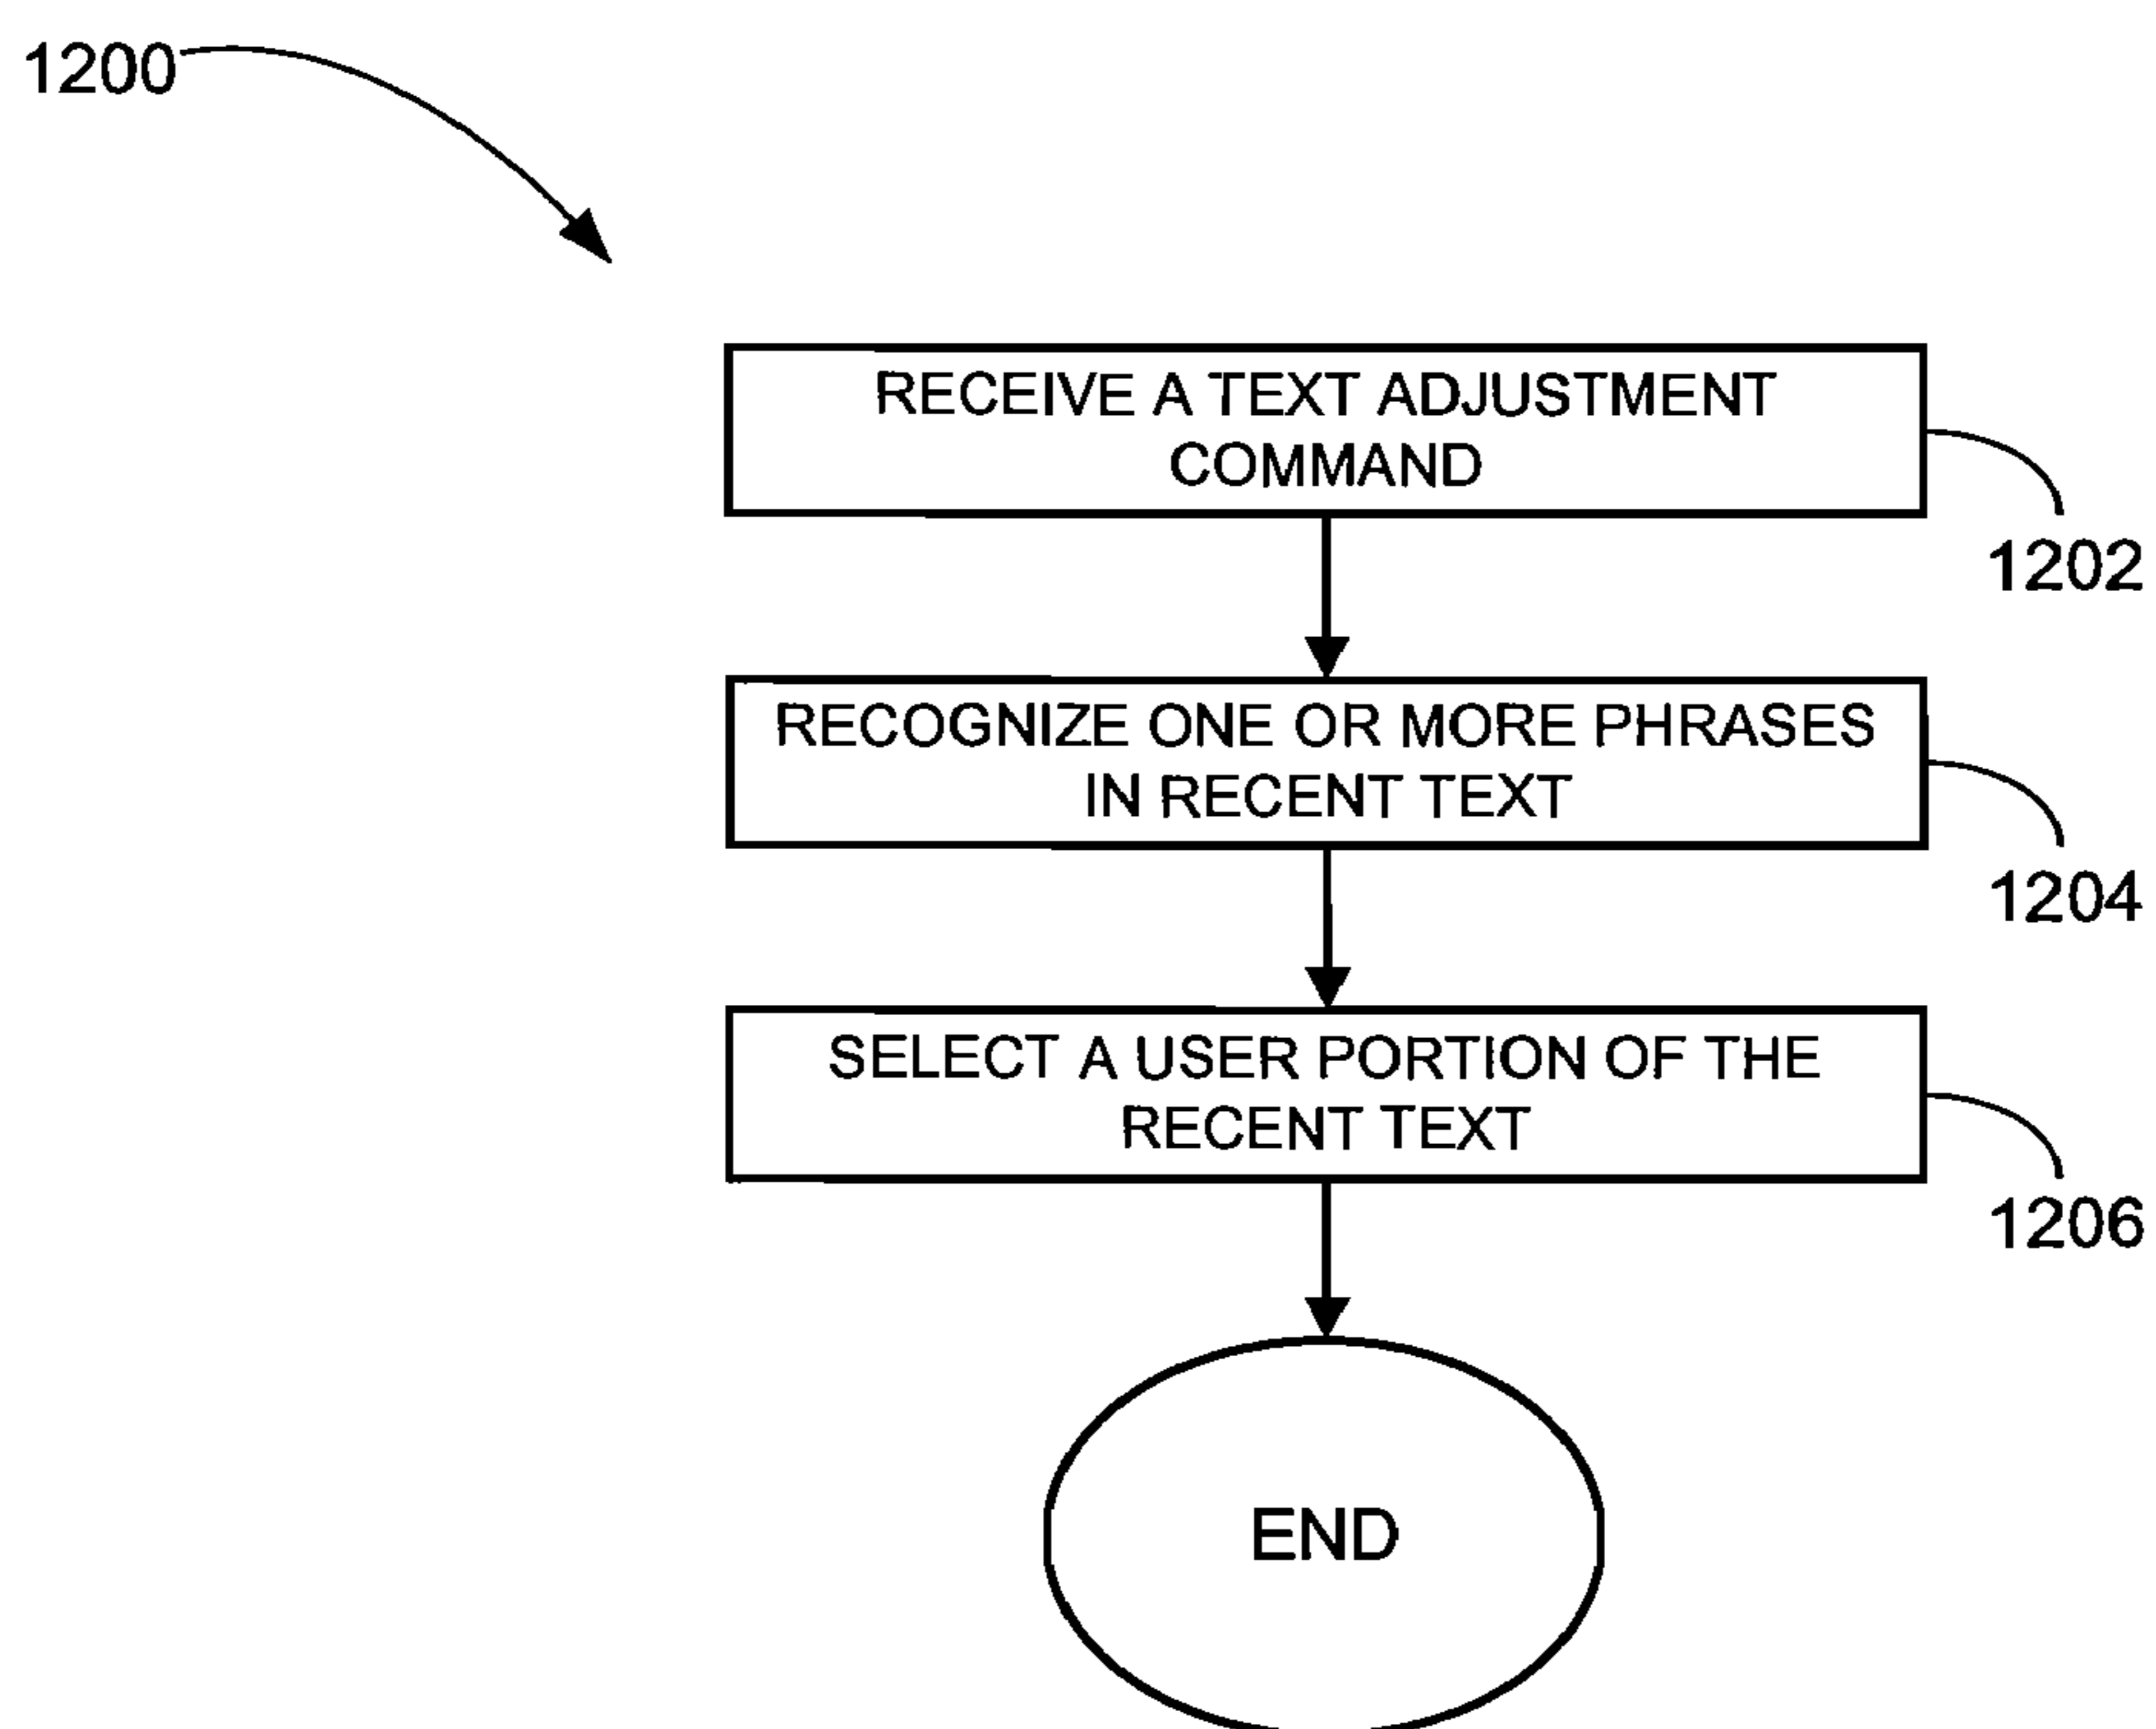 1200
RECEIVE A TEXT ADJUSTMENT
COMMAND
1202
RECOGNIZE ONE OR MORE PHRASES
IN RECENT TEXT
1204
SELECT A USER PORTION OF THE
RECENT TEXT
1206
END